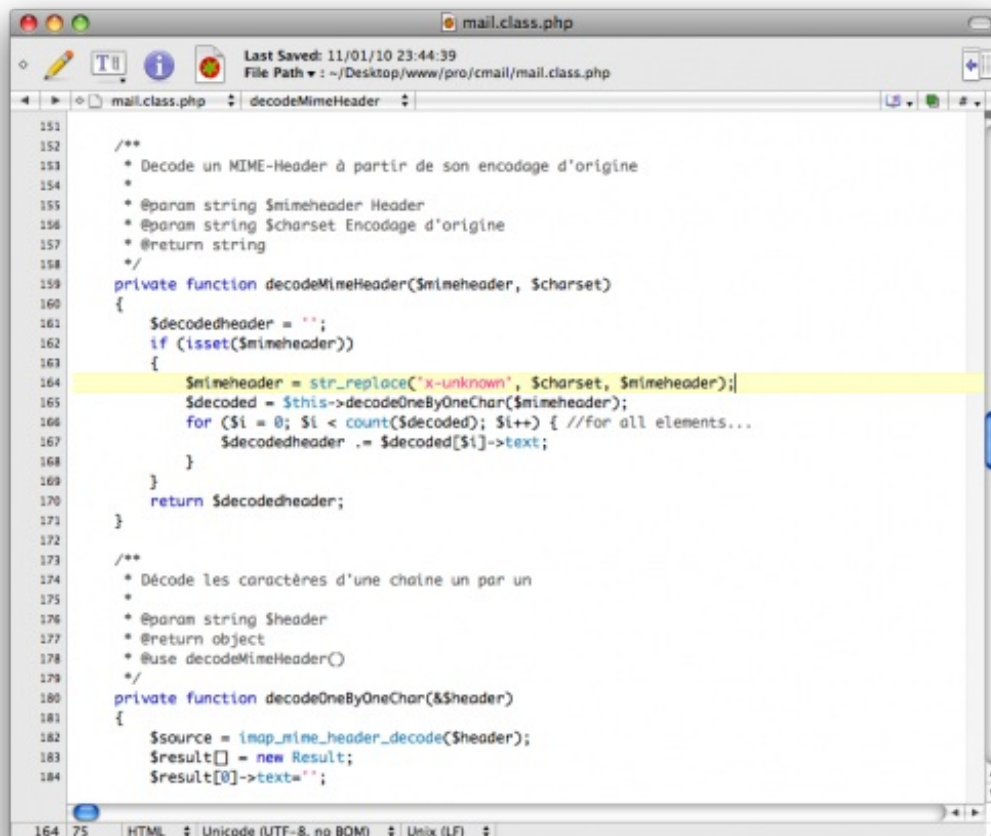 mail.class.php
Last Saved: 11/01/10 23:44:39
File Path ▾ : ~/Desktop/www/pro/cmail/mail.class.php
mail.class.php decodeMimeHeader #
151
152 /**
153 * Decode un MIME-Header à partir de son encodage d'origine
154 *
155 * @param string $mimeheader Header
156 * @param string $charset Encodage d'origine
157 * @return string
158 */
159 private function decodeMimeHeader($mimeheader, $charset)
160 {
161 $decodedheader = '';
162 if (isset($mimeheader))
163 {
164 $mimeheader = str_replace('x-unknown', $charset, $mimeheader);
165 $decoded = $this->decodeOneByOneChar($mimeheader);
166 for ($i = 0; $i < count($decoded); $i++) { //for all elements...
167 $decodedheader .= $decoded[$i]->text;
168 }
169 }
170 return $decodedheader;
171 }
172
173 /**
174 * Décode les caractères d'une chaine un par un
175 *
176 * @param string $header
177 * @return object
178 * @use decodeMimeHeader()
179 */
180 private function decodeOneByOneChar(&$header)
181 {
182 $source = imap_mime_header_decode($header);
183 $result[] = new Result;
184 $result[0]->text='';
164 75 HTML Unicode (UTF-8, no BOM) Unix (LF)